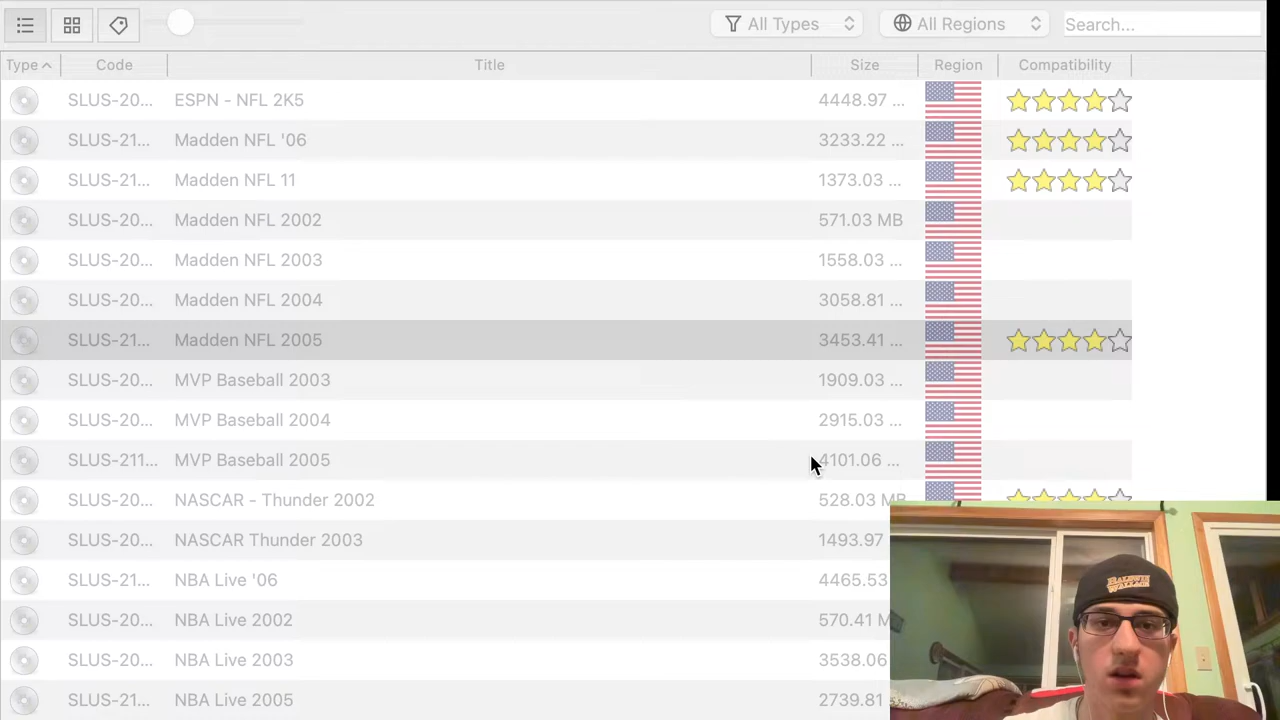 All Types All Regions Search...
Type Code Title Size Region Compatibility
SLUS-20... ESPN - NFL 2K5 4448.97 ...
SLUS-21... Madden NFL '06 3233.22 ...
SLUS-21... Madden NFL 11 1373.03 ...
SLUS-20... Madden NFL 2002 571.03 MB
SLUS-20... Madden NFL 2003 1558.03 ...
SLUS-20... Madden NFL 2004 3058.81 ...
SLUS-21... Madden NFL 2005 3453.41 ...
SLUS-20... MVP Baseball 2003 1909.03 ...
SLUS-20... MVP Baseball 2004 2915.03 ...
SLUS-211... MVP Baseball 2005 4101.06 ...
SLUS-20... NASCAR - Thunder 2002 528.03 MB
SLUS-20... NASCAR Thunder 2003 1493.97
SLUS-21... NBA Live '06 4465.53
SLUS-20... NBA Live 2002 570.41 M
SLUS-20... NBA Live 2003 3538.06
SLUS-21... NBA Live 2005 2739.81
BALDWIN
WALLACE